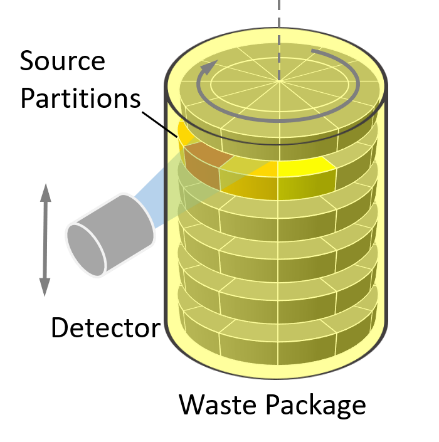 Source
Partitions
Detector
Waste Package